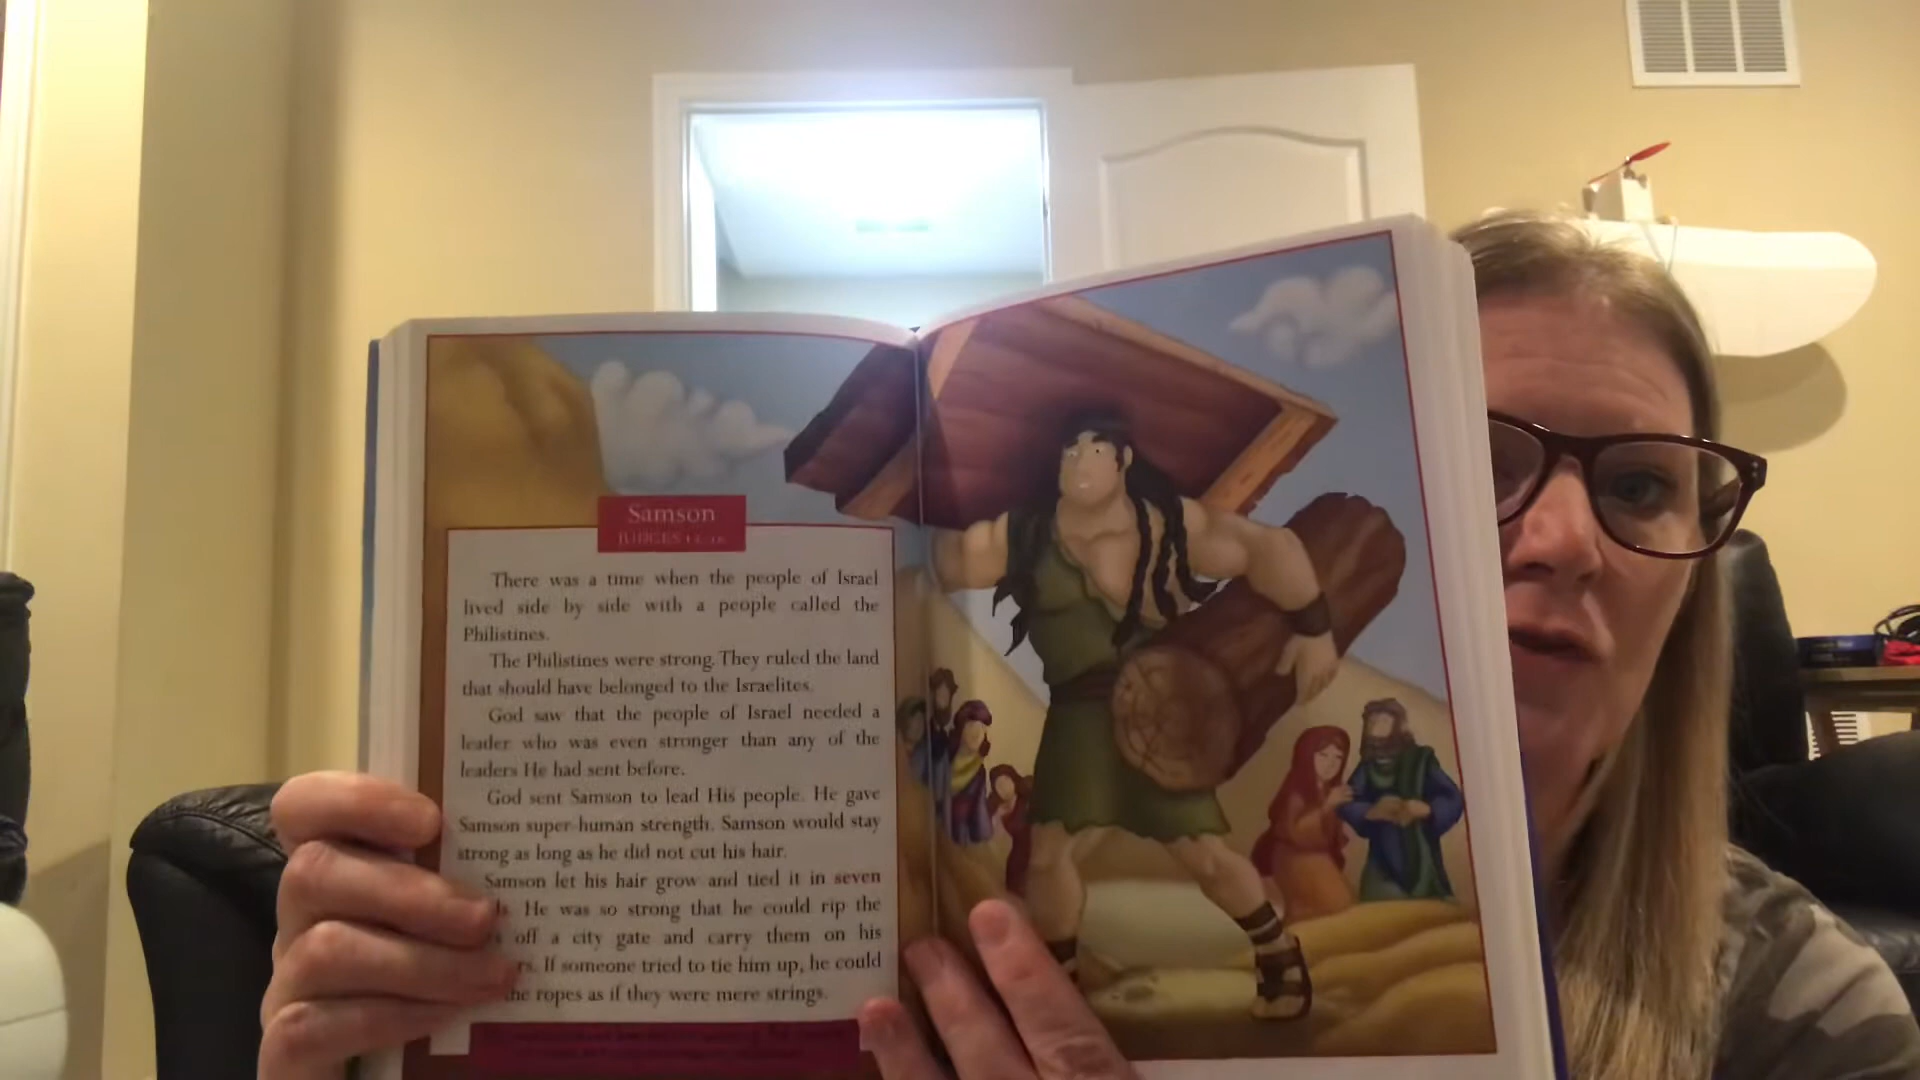 Samson
JUDGES
There was a time when the people of Israel
lived side by side with a people called the
Philistines.
The Philistines were strong. They ruled the land
that should have belonged to the Israelites.
God saw that the people of Israel needed a
leader who was even stronger than any of the
leaders He had sent before.
God sent Samson to lead His people. He gave
Samson super-human strength. Samson would stay
strong as long as he did not cut his hair.
Samson let his hair grow and tied it in seven
He was so strong that he could rip the
off a city gate and carry them on his
If someone tried to tie him up, he could
the ropes as if they were mere strings.